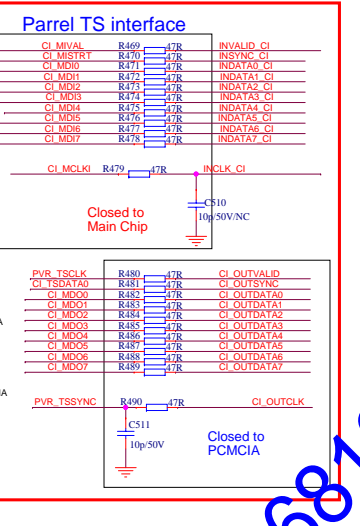 Parrel TS interface
CI_MIVAL R469 47R INVALID_CI
CI_MISTRT R470 47R INSYNC_CI
CI_MDI0 R471 47R INDATA0_CI
CI_MDI1 R472 47R INDATA1_CI
CI_MDI2 R473 47R INDATA2_CI
CI_MDI3 R474 47R INDATA3_CI
CI_MDI4 R475 47R INDATA4_CI
CI_MDI5 R476 47R INDATA5_CI
CI_MDI6 R477 47R INDATA6_CI
CI_MDI7 R478 47R INDATA7_CI
CI_MCLKI R479 47R INCLK_CI
C510
10p/50V/NC
Closed to
Main Chip
PVR_TSCLK R480 47R CI_OUTVALID
CI_TSDATA0 R481 47R CI_OUTSYNC
CI_MDO0 R482 47R CI_OUTDATA0
CI_MDO1 R483 47R CI_OUTDATA1
CI_MDO2 R484 47R CI_OUTDATA2
CI_MDO3 R485 47R CI_OUTDATA3
CI_MDO4 R486 47R CI_OUTDATA4
CI_MDO5 R487 47R CI_OUTDATA5
CI_MDO6 R488 47R CI_OUTDATA6
CI_MDO7 R489 47R CI_OUTDATA7
PVR_TSSYNC R490 47R CI_OUTCLK
C511
10p/50V
Closed to
PCMCIA